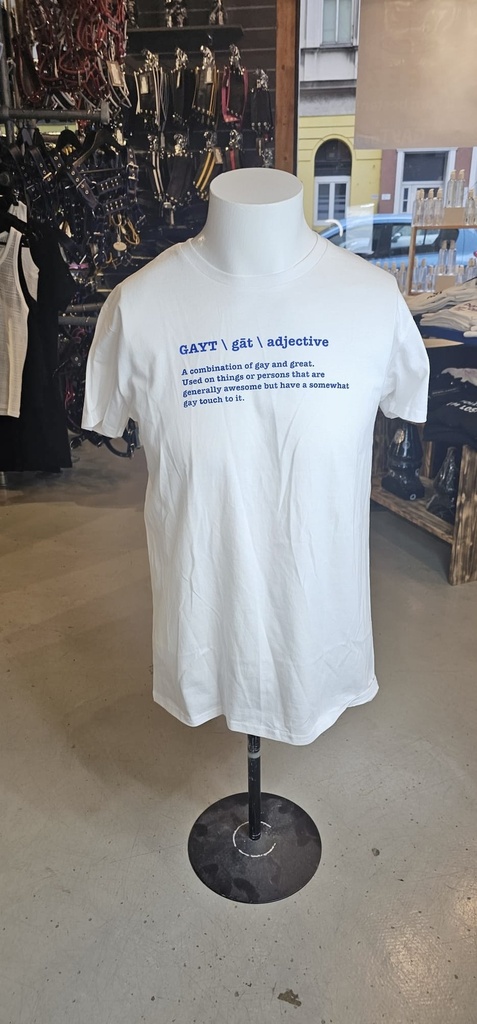 GAYT \ gāt \ adjective
A combination of gay and great.
Used on things or persons that are
generally awesome but have a somewhat
gay touch to it.